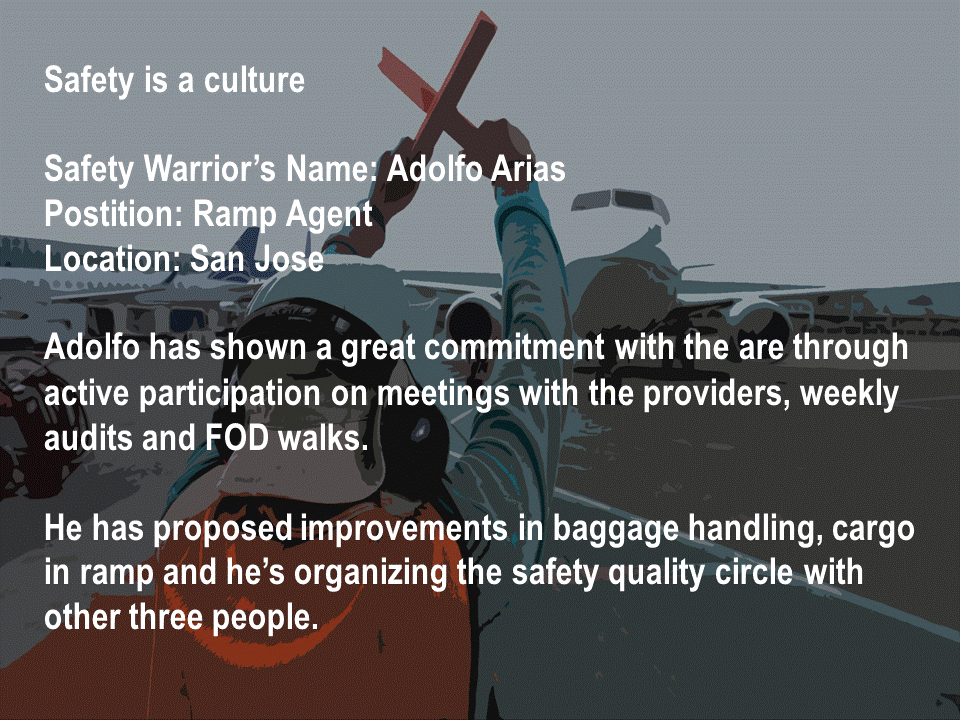 Safety is a culture
Safety Warrior’s Name: Adolfo Arias
Postition: Ramp Agent
Location: San Jose
Adolfo has shown a great commitment with the are through
active participation on meetings with the providers, weekly
audits and FOD walks.
He has proposed improvements in baggage handling, cargo
in ramp and he’s organizing the safety quality circle with
other three people.